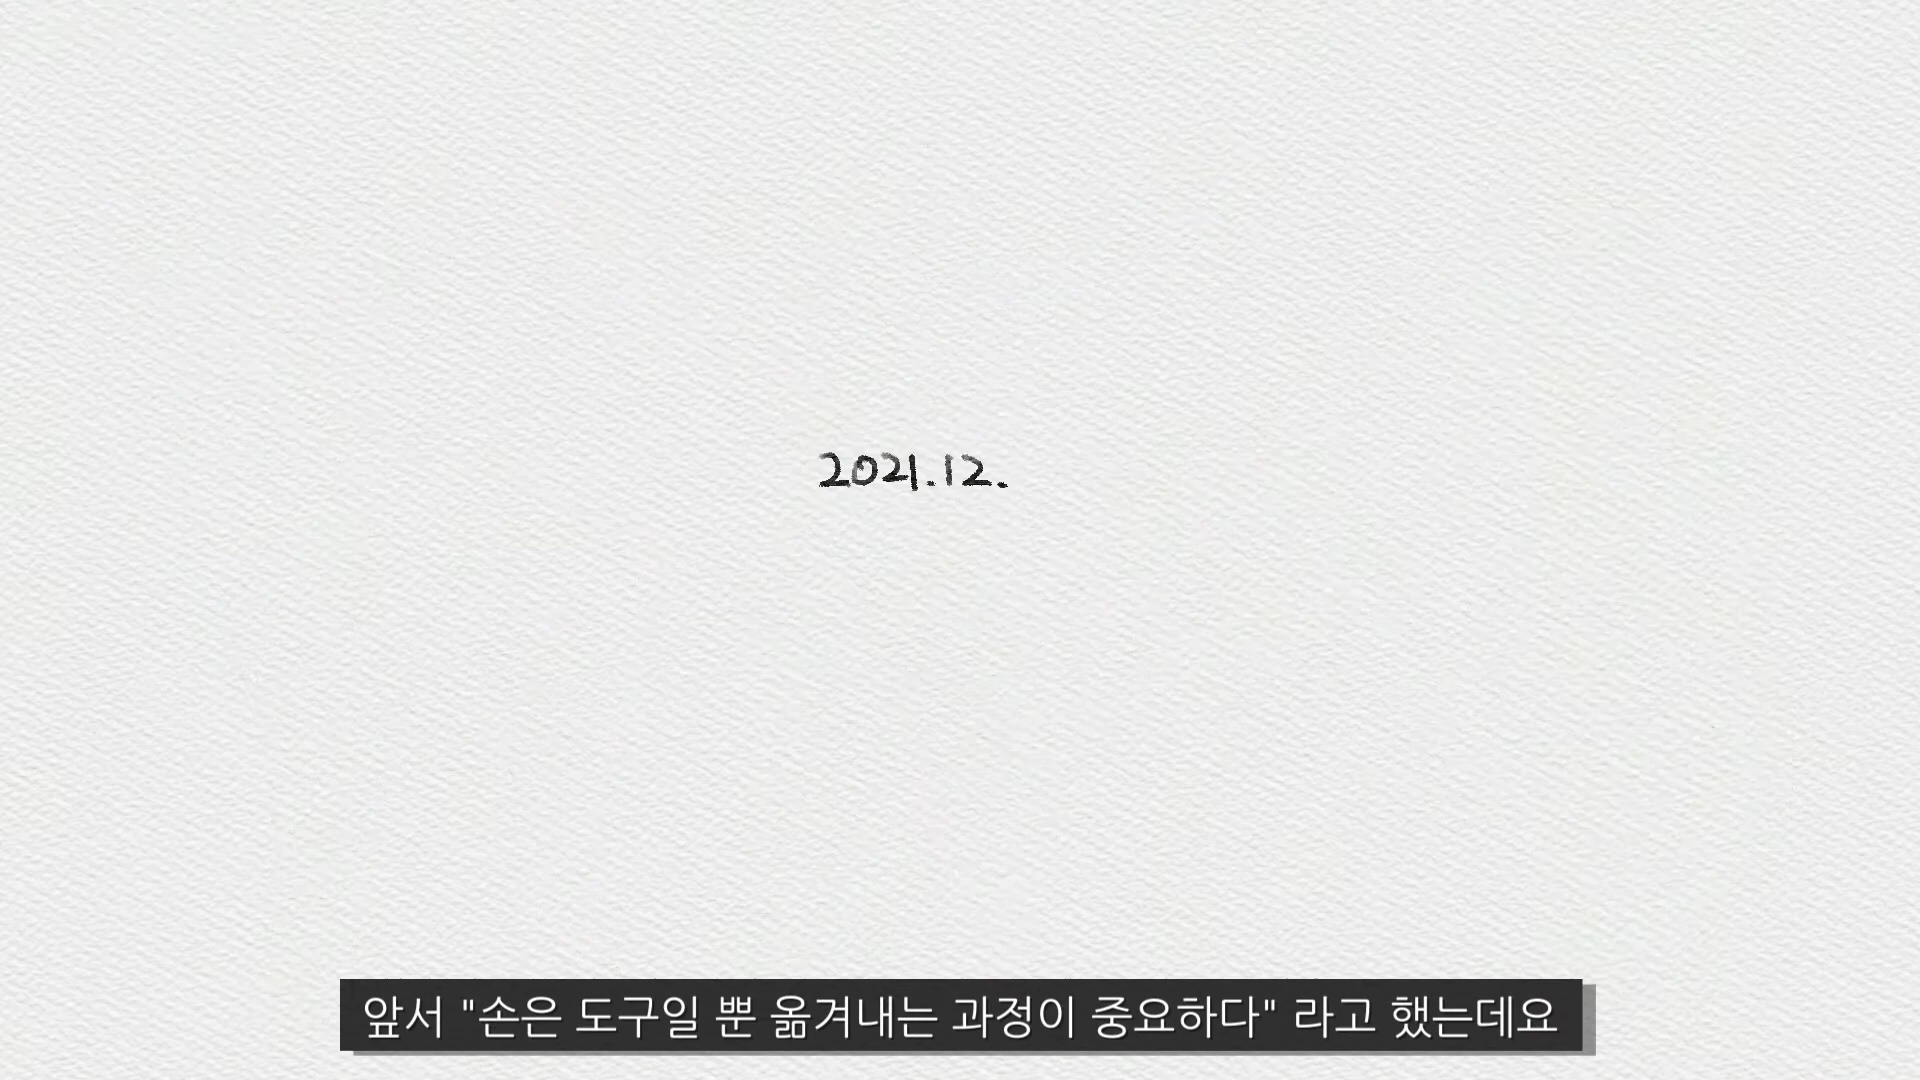 2021.12.
앞서 "손은 도구일 뿐 옮겨내는 과정이 중요하다" 라고 했는데요